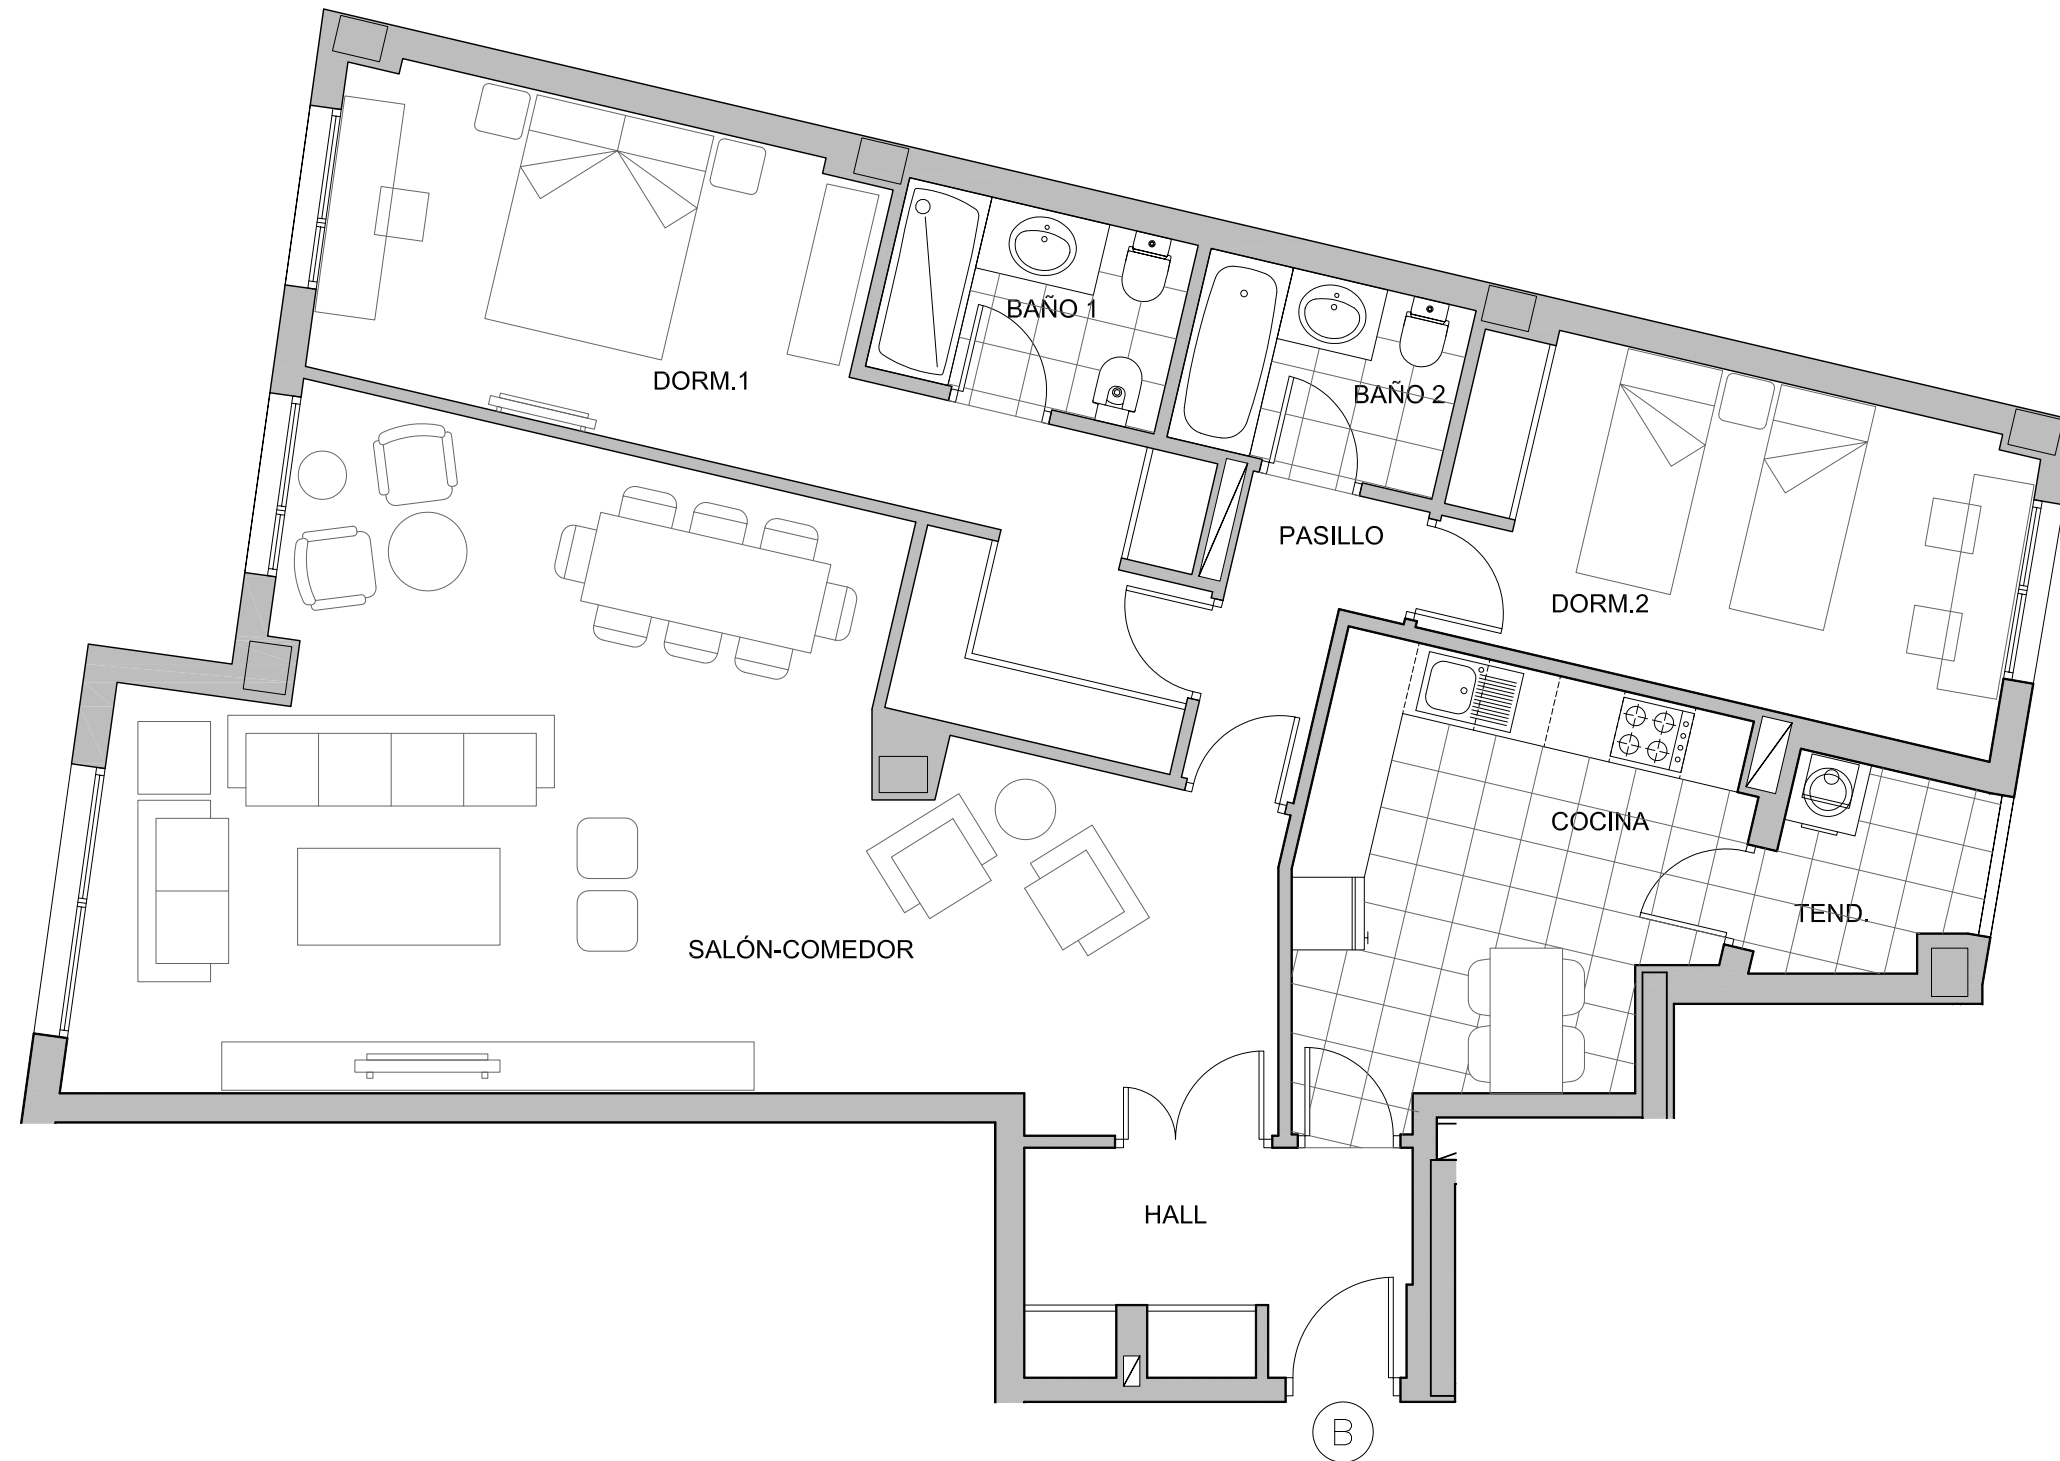 BAÑO 1
DORM.1
BAÑO 2
PASILLO
DORM.2
COCINA
TEND.
SALÓN-COMEDOR
HALL
B